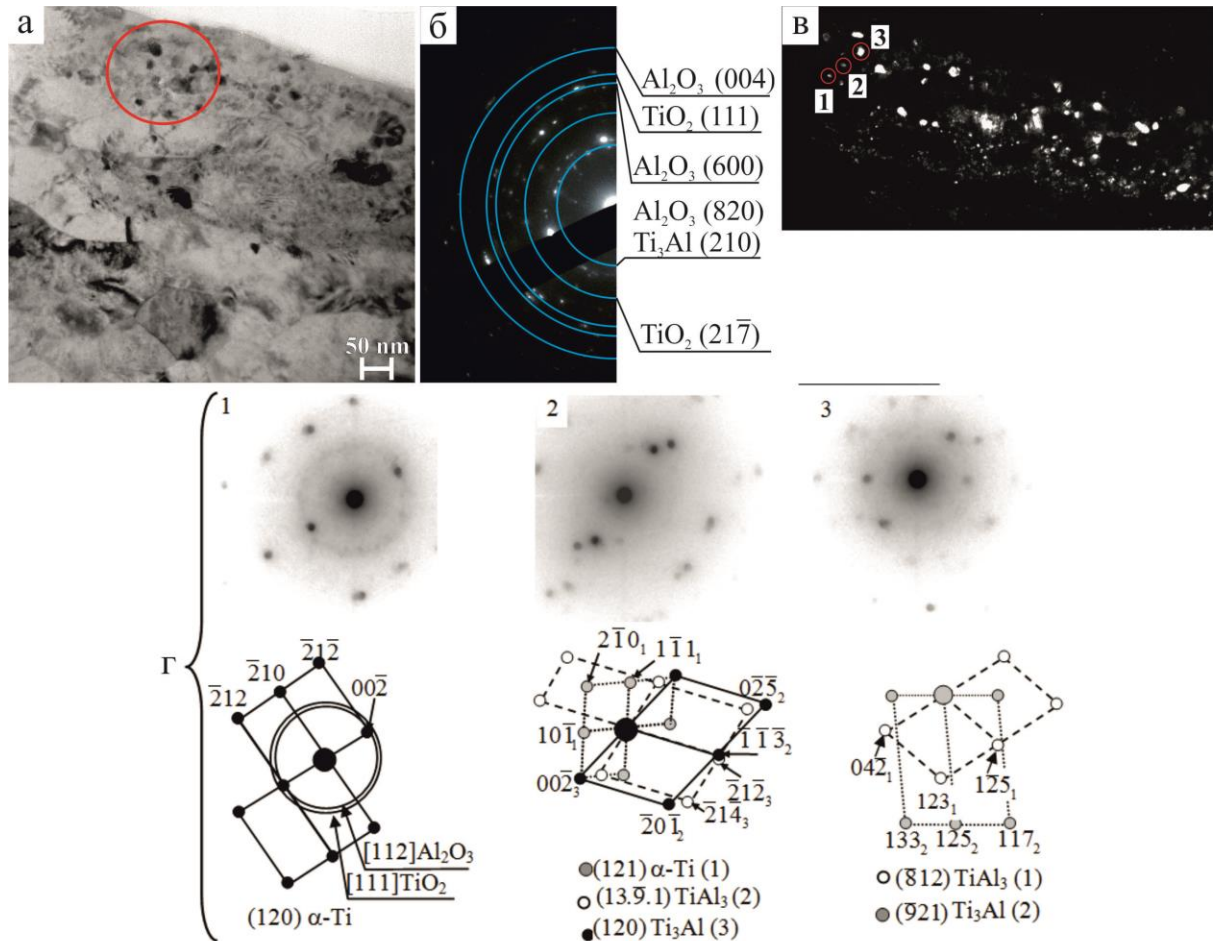 а
б
в
50 nm
Al₂O₃ (004)
TiO₂ (111)
Al₂O₃ (600)
Al₂O₃ (820)
Ti₃Al (210)
TiO₂ (217̅)
1
2
3
Г
1
2̅12̅
2̅10
2̅12
002̅
[112]Al₂O₃
[111]TiO₂
(120) α-Ti
2
21̅0₁
11̅1₁
02̅5̅₂
101̅₁
1̅1̅3̅₂
002̅₃
2̅12̅₃
2̅14̅₃
2̅01̅₂
(121) α-Ti (1)
(13.9̅.1) TiAl₃ (2)
(120) Ti₃Al (3)
3
042̅₁
12̅5₁
123₁
133₂
125₂
117₂
(8̅12) TiAl₃ (1)
(9̅21) Ti₃Al (2)